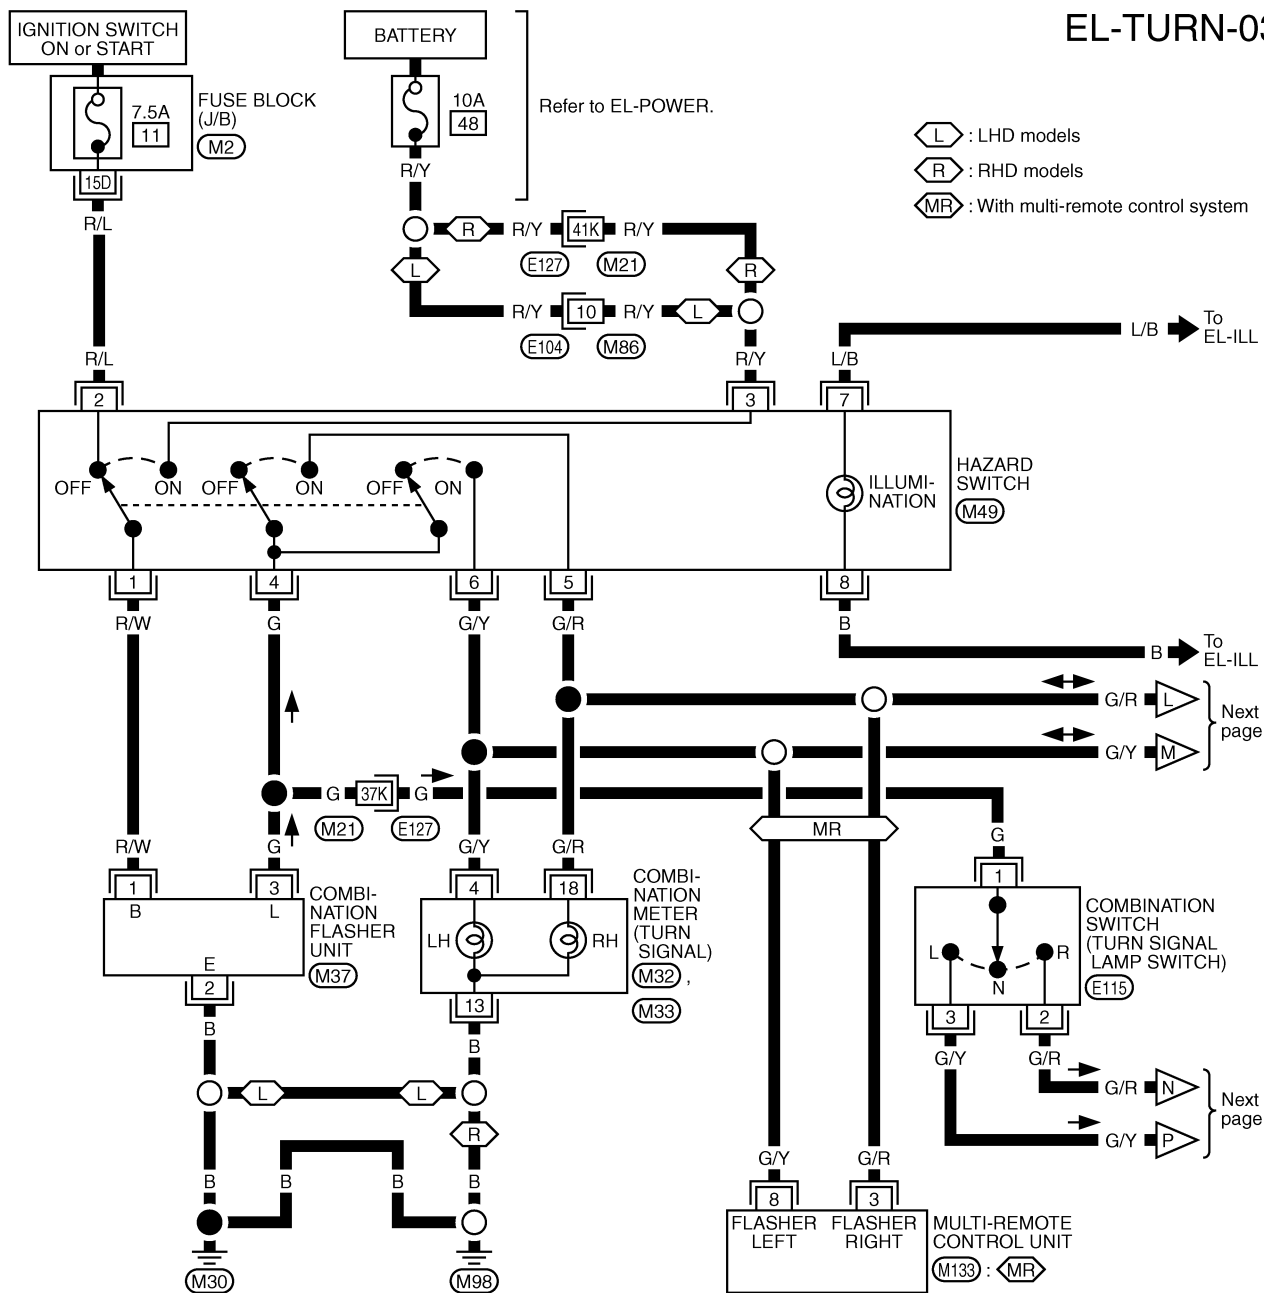 EL-TURN-03
IGNITION SWITCH
ON or START
BATTERY
7.5A
11
FUSE BLOCK
(J/B)
M2
10A
48
Refer to EL-POWER.
L : LHD models
R : RHD models
MR : With multi-remote control system
15D
R/Y
R/L
R R/Y 41K R/Y
E127 M21
L
R
R/Y 10 R/Y L
E104 M86
L/B
To
EL-ILL
R/L
R/Y
L/B
2
3
7
OFF ON
OFF ON
OFF ON
ILLUMI-
NATION
HAZARD
SWITCH
M49
1
4
6
5
8
R/W
G
G/Y
G/R
B
B
To
EL-ILL
G/R L
G/Y M
Next
page
G 37K G
M21 E127
MR
R/W
G
G/Y
G/R
G
1
3
B
L
E
2
COMBI-
NATION
FLASHER
UNIT
M37
4
18
LH
RH
13
COMBI-
NATION
METER
(TURN
SIGNAL)
M32 ,
M33
1
L
R
N
3
2
COMBINATION
SWITCH
(TURN SIGNAL
LAMP SWITCH)
E115
B
B
G/Y
G/R
L
L
R
G/R N
G/Y P
Next
page
B
B
B
B
G/Y
G/R
8
3
FLASHER
LEFT
FLASHER
RIGHT
MULTI-REMOTE
CONTROL UNIT
M133 : MR
M30
M98